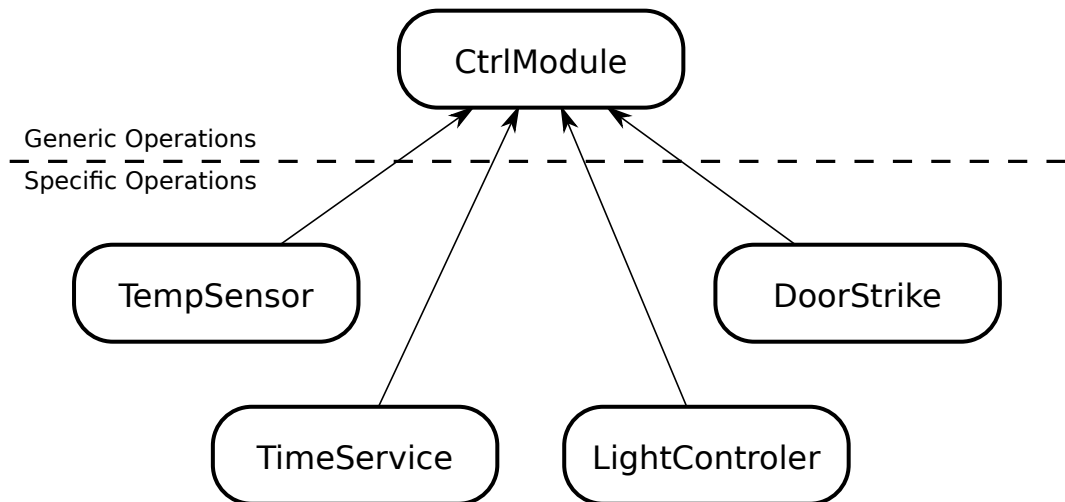 CtrlModule
Generic Operations
Specific Operations
TempSensor
DoorStrike
TimeService
LightControler